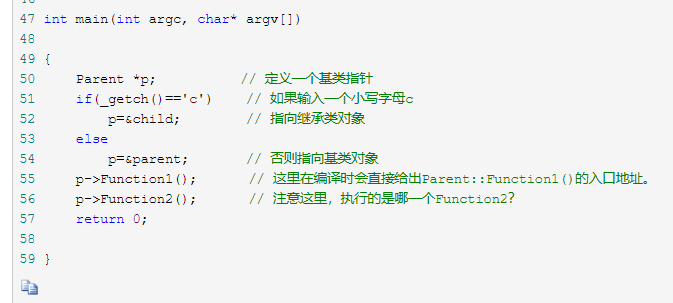 47 int main(int argc, char* argv[])
48
49 {
50     Parent *p;           // 定义一个基类指针
51     if(_getch()=='c')    // 如果输入一个小写字母c
52         p=&child;        // 指向继承类对象
53     else
54         p=&parent;       // 否则指向基类对象
55     p->Function1();      // 这里在编译时会直接给出Parent::Function1()的入口地址。
56     p->Function2();      // 注意这里，执行的是哪一个Function2?
57     return 0;
58
59 }